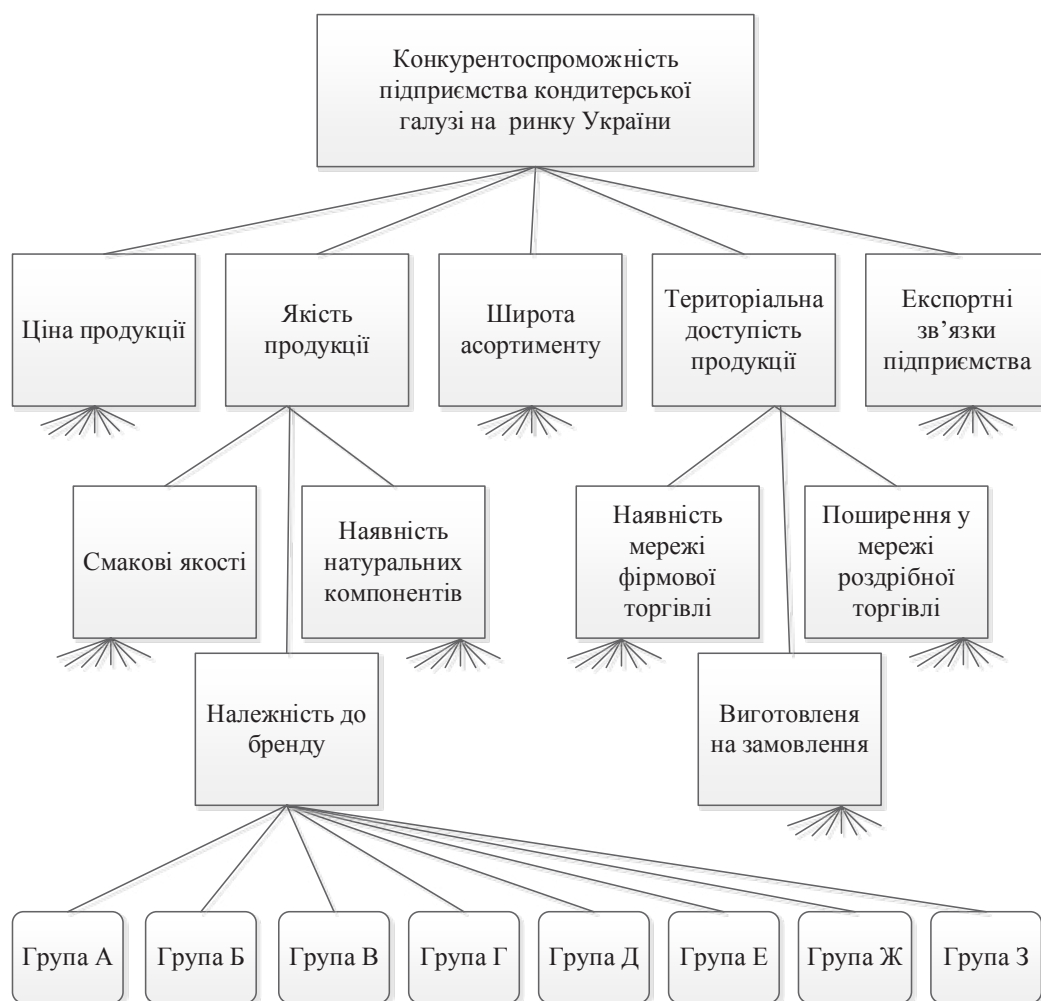 Конкурентоспроможність
підприємства кондитерської
галузі на ринку України
Ціна продукції
Якість
продукції
Широта
асортименту
Територіальна
доступість
продукції
Експортні
зв’язки
підприємства
Смакові якості
Наявність
натуральних
компонентів
Наявність
мережі
фірмової
торгівлі
Поширення у
мережі
роздрібної
торгівлі
Належність до
бренду
Виготовленя
на замовлення
Група А
Група Б
Група В
Група Г
Група Д
Група Е
Група Ж
Група З